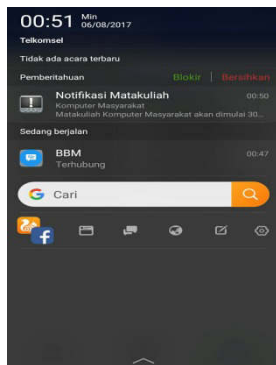 00:51 Min
06/08/2017
Telkomsel
Tidak ada acara terbaru
Pemberitahuan Blokir | Bersihkan
Notifikasi Matakuliah 00:50
Komputer Masyarakat
Matakuliah Komputer Masyarakat akan dimulai 30...
Sedang berjalan
BBM 00:47
Terhubung
G Cari
f